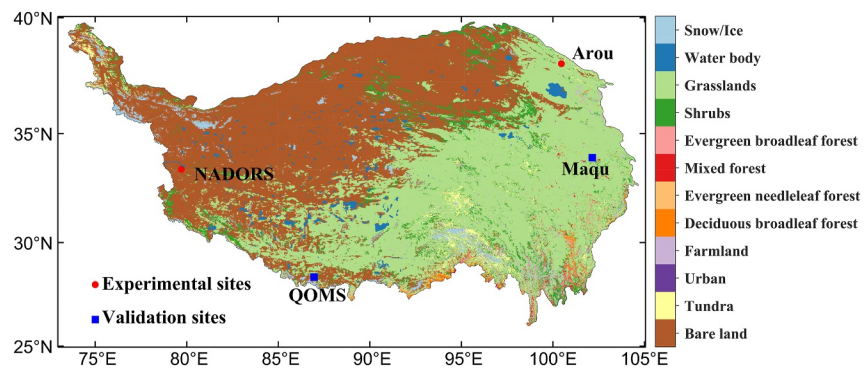 40°N
35°N
30°N
25°N
75°E
80°E
85°E
90°E
95°E
100°E
105°E
Arou
Maqu
NADORS
QOMS
Experimental sites
Validation sites
Snow/Ice
Water body
Grasslands
Shrubs
Evergreen broadleaf forest
Mixed forest
Evergreen needleleaf forest
Deciduous broadleaf forest
Farmland
Urban
Tundra
Bare land